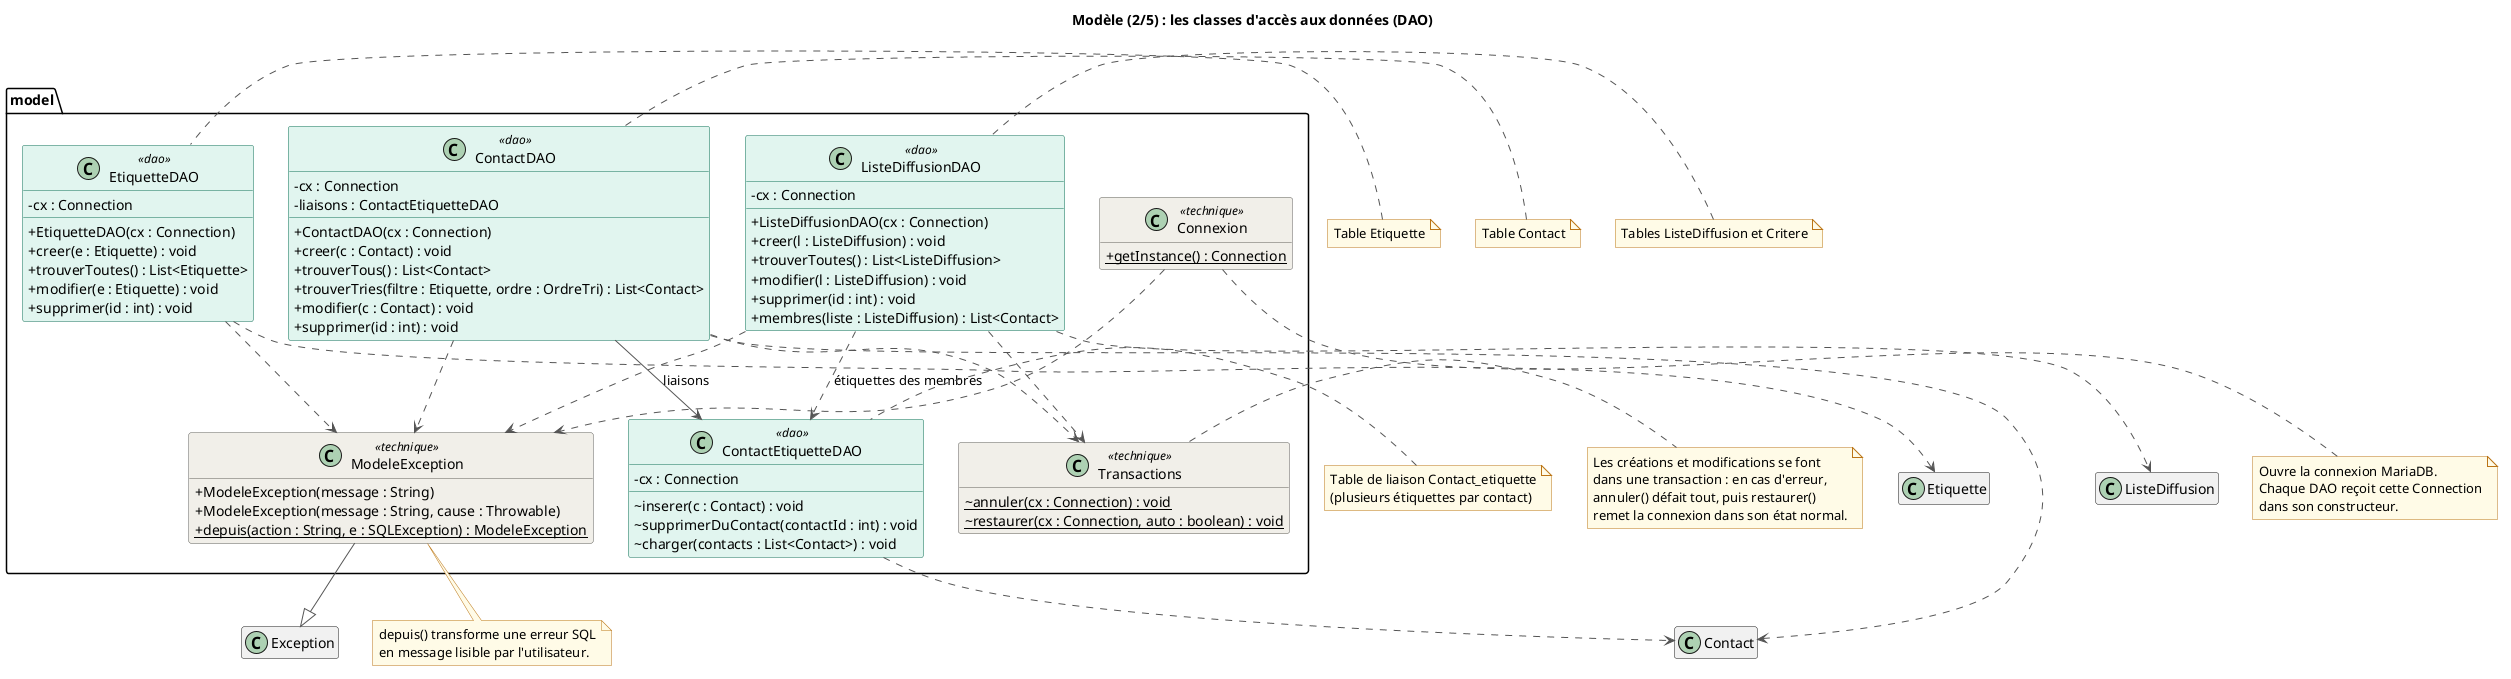 Modèle (2/5) : les classes d'accès aux données (DAO)
model
«dao»
EtiquetteDAO
-cx : Connection
+EtiquetteDAO(cx : Connection)
+creer(e : Etiquette) : void
+trouverToutes() : List<Etiquette>
+modifier(e : Etiquette) : void
+supprimer(id : int) : void
«dao»
ContactDAO
-cx : Connection
-liaisons : ContactEtiquetteDAO
+ContactDAO(cx : Connection)
+creer(c : Contact) : void
+trouverTous() : List<Contact>
+trouverTries(filtre : Etiquette, ordre : OrdreTri) : List<Contact>
+modifier(c : Contact) : void
+supprimer(id : int) : void
«dao»
ListeDiffusionDAO
-cx : Connection
+ListeDiffusionDAO(cx : Connection)
+creer(l : ListeDiffusion) : void
+trouverToutes() : List<ListeDiffusion>
+modifier(l : ListeDiffusion) : void
+supprimer(id : int) : void
+membres(liste : ListeDiffusion) : List<Contact>
«technique»
Connexion
+getInstance() : Connection
Table Etiquette
Table Contact
Tables ListeDiffusion et Critere
liaisons
étiquettes des membres
«technique»
ModeleException
+ModeleException(message : String)
+ModeleException(message : String, cause : Throwable)
+depuis(action : String, e : SQLException) : ModeleException
«dao»
ContactEtiquetteDAO
-cx : Connection
~inserer(c : Contact) : void
~supprimerDuContact(contactId : int) : void
~charger(contacts : List<Contact>) : void
«technique»
Transactions
~annuler(cx : Connection) : void
~restaurer(cx : Connection, auto : boolean) : void
Table de liaison Contact_etiquette
(plusieurs étiquettes par contact)
Les créations et modifications se font
dans une transaction : en cas d'erreur,
annuler() défait tout, puis restaurer()
remet la connexion dans son état normal.
Etiquette
ListeDiffusion
Ouvre la connexion MariaDB.
Chaque DAO reçoit cette Connection
dans son constructeur.
Exception
depuis() transforme une erreur SQL
en message lisible par l'utilisateur.
Contact